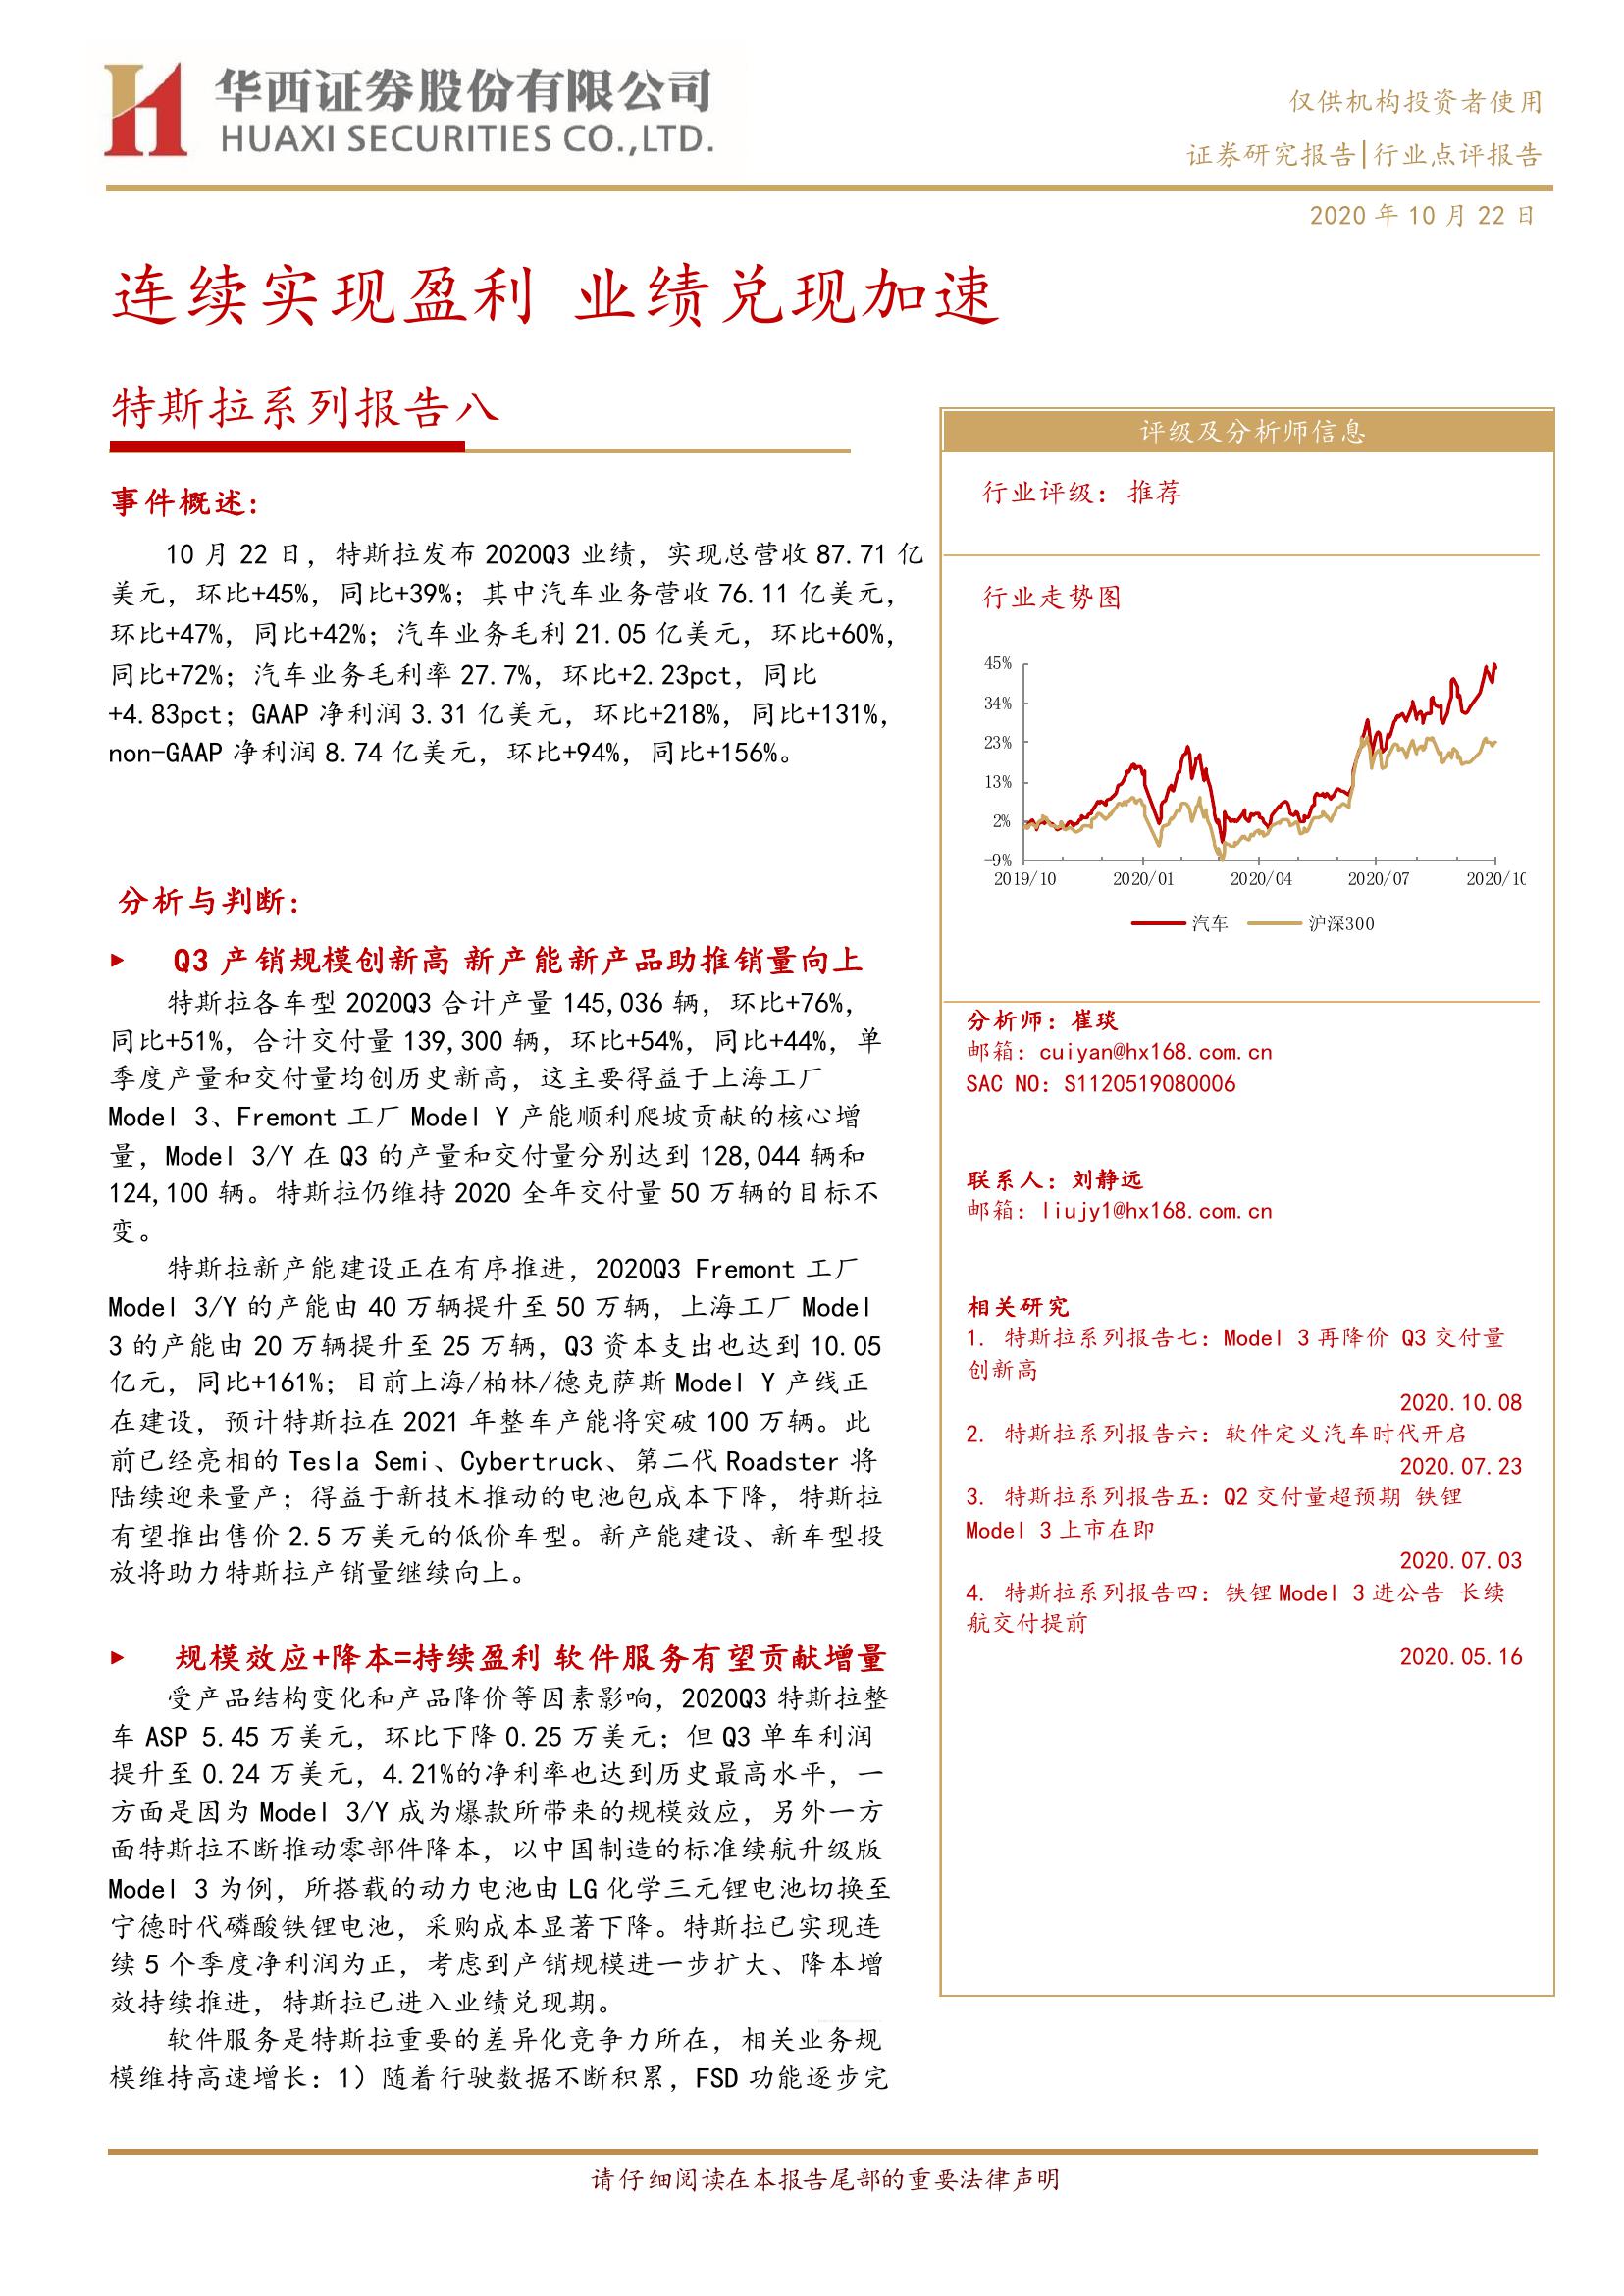 华西证券股份有限公司
HUAXI SECURITIES CO.,LTD.
仅供机构投资者使用
证券研究报告|行业点评报告
2020 年 10 月 22 日
连续实现盈利 业绩兑现加速
特斯拉系列报告八
事件概述：
10 月 22 日，特斯拉发布 2020Q3 业绩，实现总营收 87.71 亿
美元，环比+45%，同比+39%；其中汽车业务营收 76.11 亿美元，
环比+47%，同比+42%；汽车业务毛利 21.05 亿美元，环比+60%，
同比+72%；汽车业务毛利率 27.7%，环比+2.23pct，同比
+4.83pct；GAAP 净利润 3.31 亿美元，环比+218%，同比+131%，
non-GAAP 净利润 8.74 亿美元，环比+94%，同比+156%。
分析与判断：
▸ Q3 产销规模创新高 新产能新产品助推销量向上
特斯拉各车型 2020Q3 合计产量 145,036 辆，环比+76%，
同比+51%，合计交付量 139,300 辆，环比+54%，同比+44%，单
季度产量和交付量均创历史新高，这主要得益于上海工厂
Model 3、Fremont 工厂 Model Y 产能顺利爬坡贡献的核心增
量，Model 3/Y 在 Q3 的产量和交付量分别达到 128,044 辆和
124,100 辆。特斯拉仍维持 2020 全年交付量 50 万辆的目标不
变。
特斯拉新产能建设正在有序推进，2020Q3 Fremont 工厂
Model 3/Y 的产能由 40 万辆提升至 50 万辆，上海工厂 Model
3 的产能由 20 万辆提升至 25 万辆，Q3 资本支出也达到 10.05
亿元，同比+161%；目前上海/柏林/德克萨斯 Model Y 产线正
在建设，预计特斯拉在 2021 年整车产能将突破 100 万辆。此
前已经亮相的 Tesla Semi、Cybertruck、第二代 Roadster 将
陆续迎来量产；得益于新技术推动的电池包成本下降，特斯拉
有望推出售价 2.5 万美元的低价车型。新产能建设、新车型投
放将助力特斯拉产销量继续向上。
▸ 规模效应+降本=持续盈利 软件服务有望贡献增量
受产品结构变化和产品降价等因素影响，2020Q3 特斯拉整
车 ASP 5.45 万美元，环比下降 0.25 万美元；但 Q3 单车利润
提升至 0.24 万美元，4.21%的净利率也达到历史最高水平，一
方面是因为 Model 3/Y 成为爆款所带来的规模效应，另外一方
面特斯拉不断推动零部件降本，以中国制造的标准续航升级版
Model 3 为例，所搭载的动力电池由 LG 化学三元锂电池切换至
宁德时代磷酸铁锂电池，采购成本显著下降。特斯拉已实现连
续 5 个季度净利润为正，考虑到产销规模进一步扩大、降本增
效持续推进，特斯拉已进入业绩兑现期。
软件服务是特斯拉重要的差异化竞争力所在，相关业务规
模维持高速增长：1）随着行驶数据不断积累，FSD 功能逐步完
评级及分析师信息
行业评级： 推荐
行业走势图
45%
34%
23%
13%
2%
-9%
2019/10 2020/01 2020/04 2020/07 2020/10
汽车 沪深300
分析师：崔琰
邮箱：cuiyan@hx168.com.cn
SAC NO：S1120519080006
联系人：刘静远
邮箱：liujy1@hx168.com.cn
相关研究
1. 特斯拉系列报告七：Model 3 再降价 Q3 交付量
创新高
2020.10.08
2. 特斯拉系列报告六：软件定义汽车时代开启
2020.07.23
3. 特斯拉系列报告五：Q2 交付量超预期 铁锂
Model 3 上市在即
2020.07.03
4. 特斯拉系列报告四：铁锂 Model 3 进公告 长续
航交付提前
2020.05.16
请仔细阅读在本报告尾部的重要法律声明